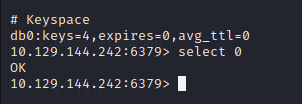 # Keyspace
db0:keys=4,expires=0,avg_ttl=0
10.129.144.242:6379> select 0
OK
10.129.144.242:6379>